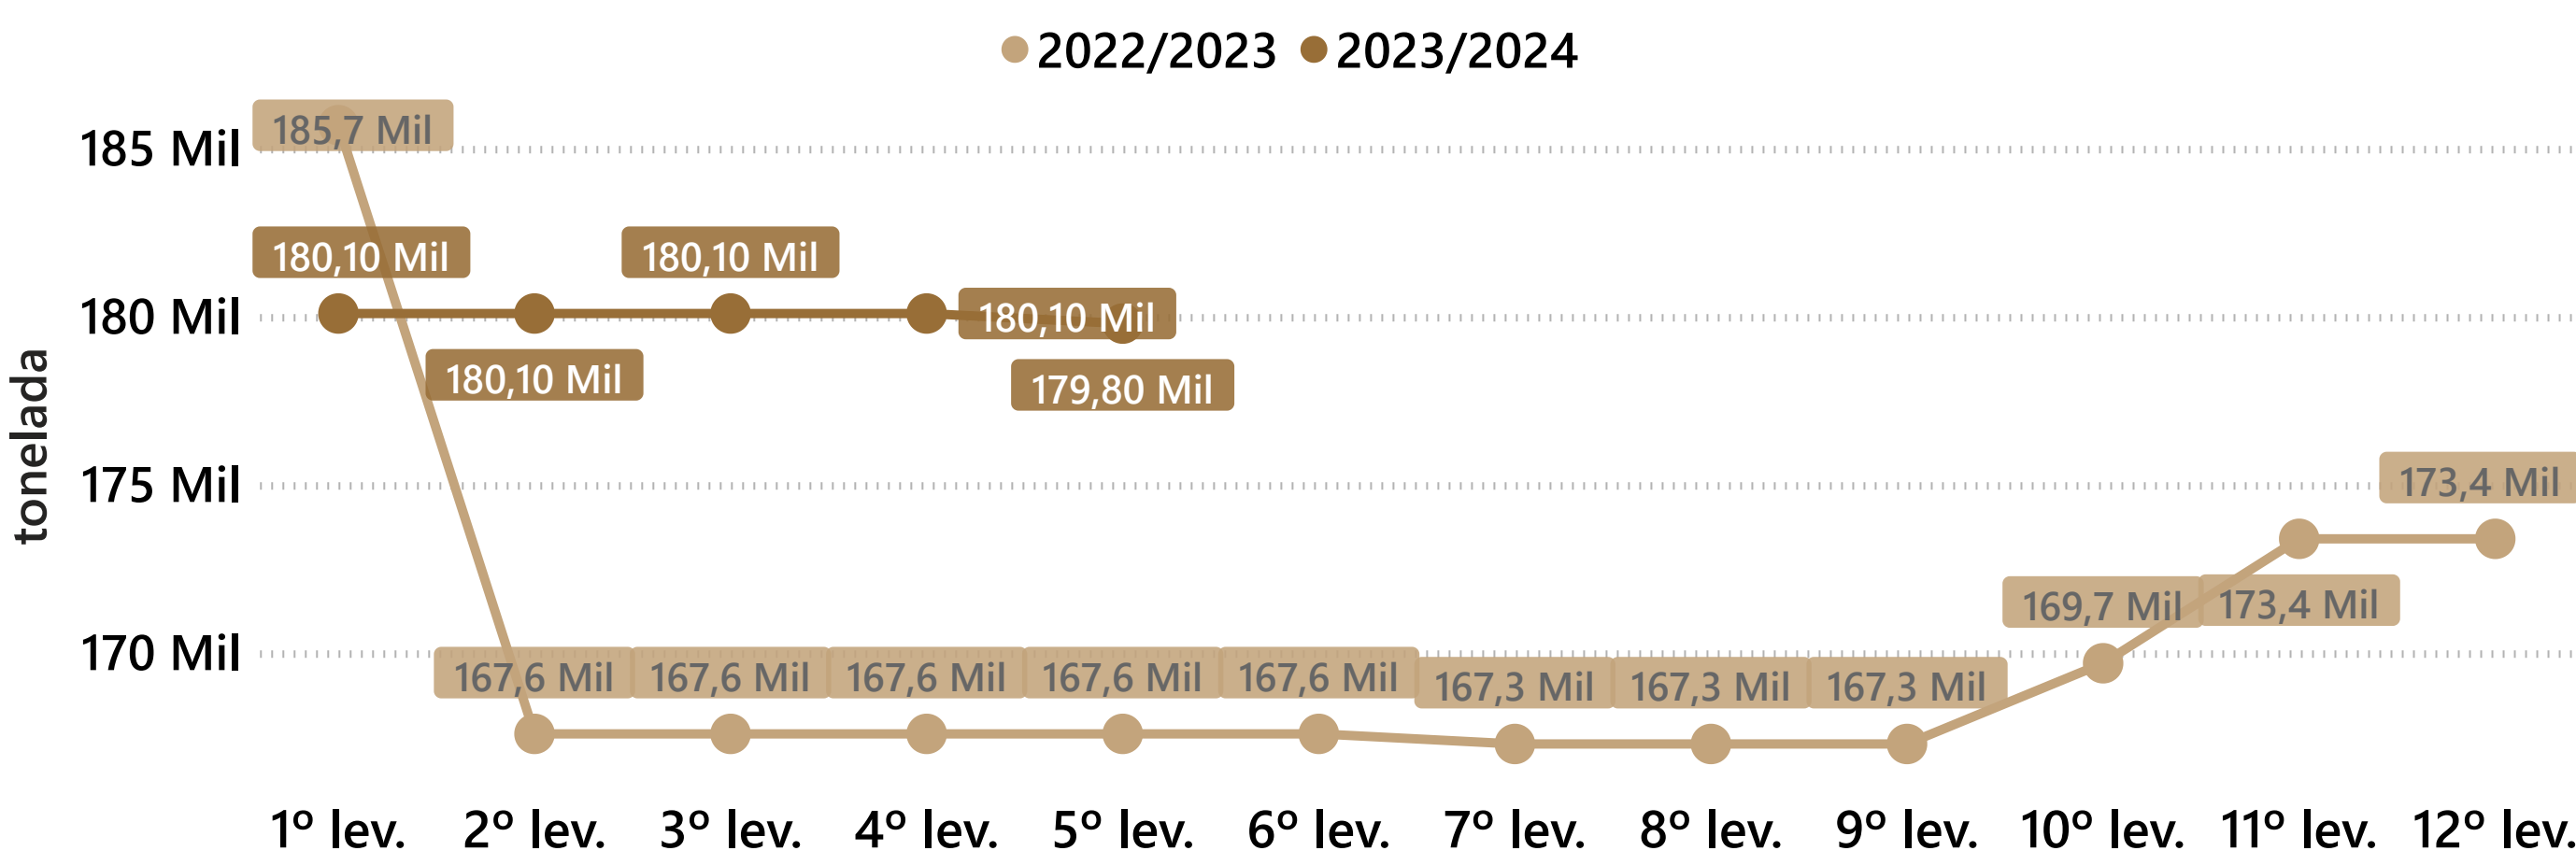 2022/2023 2023/2024
185,7 Mil
185 Mil
180,10 Mil 180,10 Mil
180 Mil
180,10 Mil
180,10 Mil
179,80 Mil
tonelada
175 Mil
173,4 Mil
169,7 Mil 173,4 Mil
170 Mil
167,6 Mil 167,6 Mil 167,6 Mil 167,6 Mil 167,6 Mil 167,3 Mil 167,3 Mil 167,3 Mil
1º lev. 2º lev. 3º lev. 4º lev. 5º lev. 6º lev. 7º lev. 8º lev. 9º lev. 10º lev. 11º lev. 12º lev.